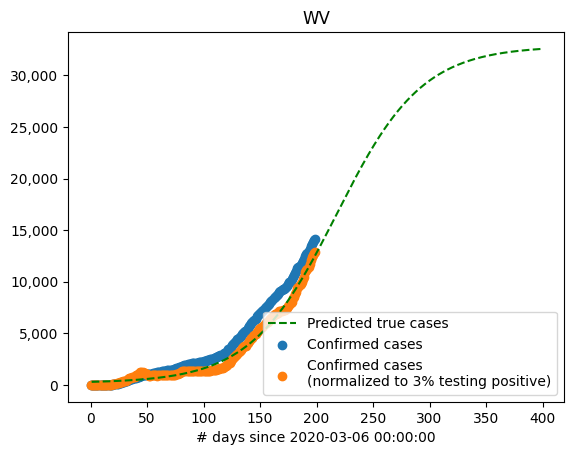 WV
30,000
25,000
20,000
15,000
10,000
5,000
0
Predicted true cases
Confirmed cases
Confirmed cases
(normalized to 3% testing positive)
0 50 100 150 200 250 300 350 400
# days since 2020-03-06 00:00:00